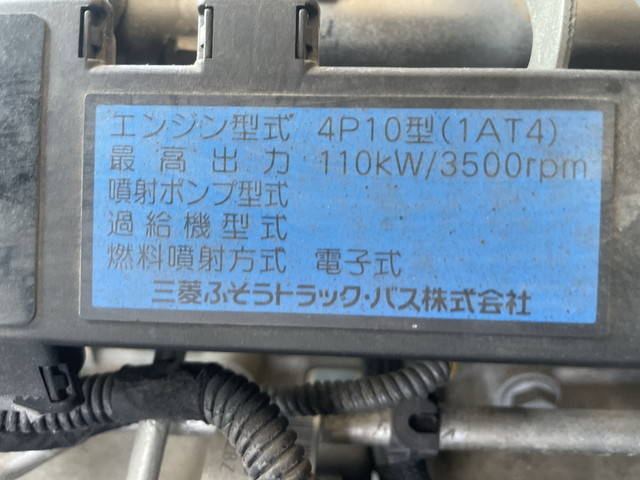 エンジン型式 4P10型(1AT4)
最高出力 110kW/3500rpm
噴射ポンプ型式
過給機型式
燃料噴射方式 電子式
三菱ふそうトラック・バス株式会社